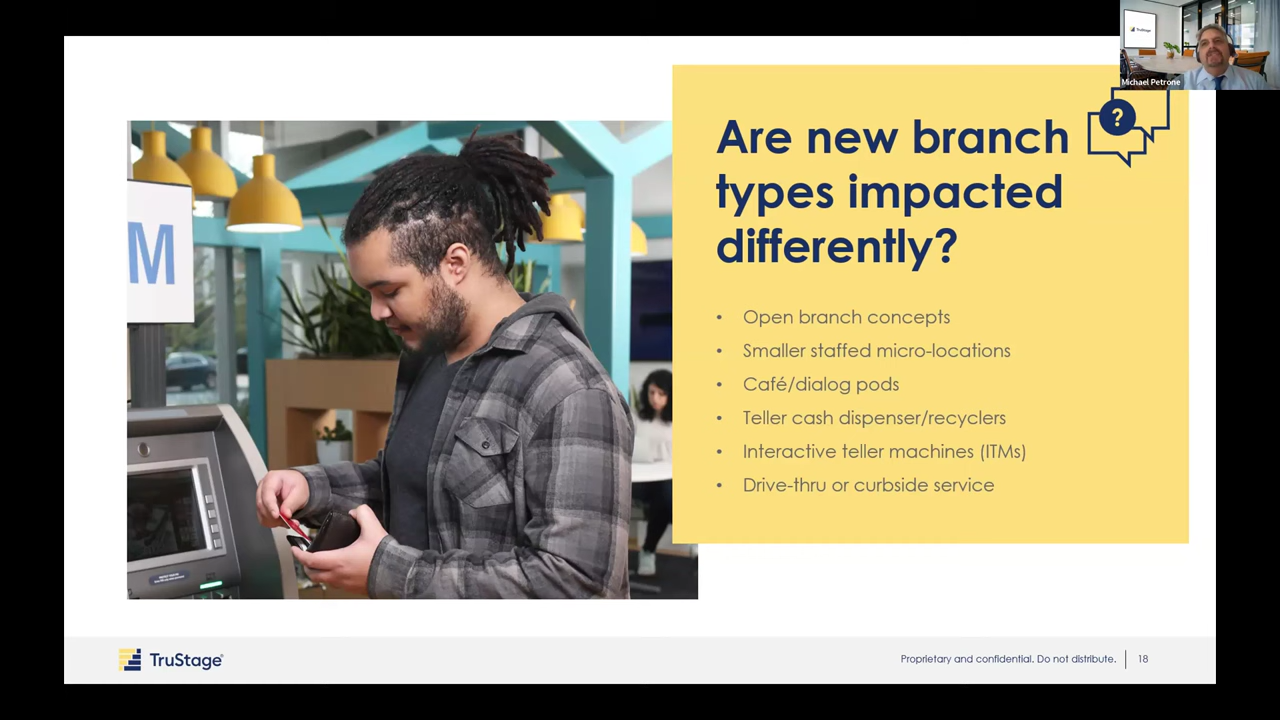 TruStage
Michael Petrone
?
Are new branch
types impacted
differently?
M
• Open branch concepts
• Smaller staffed micro-locations
• Café/dialog pods
• Teller cash dispenser/recyclers
• Interactive teller machines (ITMs)
• Drive-thru or curbside service
TruStage
Proprietary and confidential. Do not distribute. 18